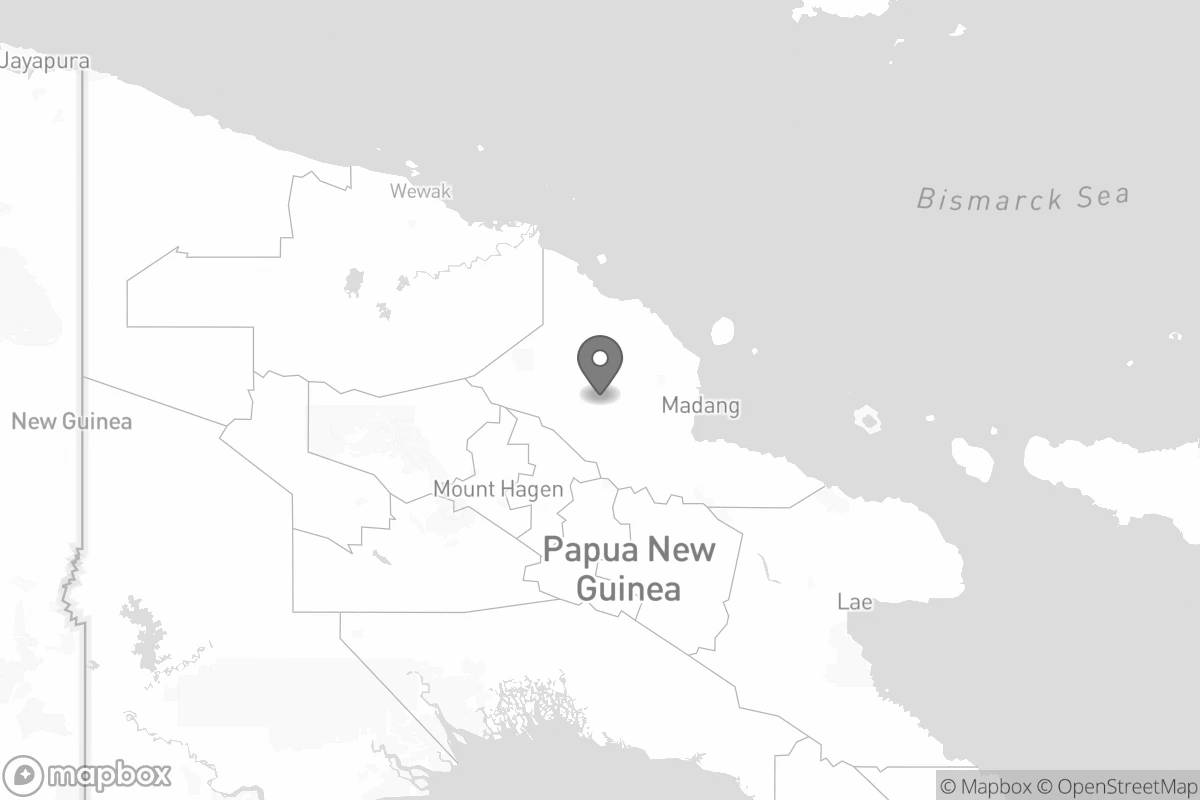 Jayapura
Wewak
Bismarck Sea
Madang
New Guinea
Mount Hagen
Papua New
Guinea
Lae
mapbox
© Mapbox © OpenStreetMap